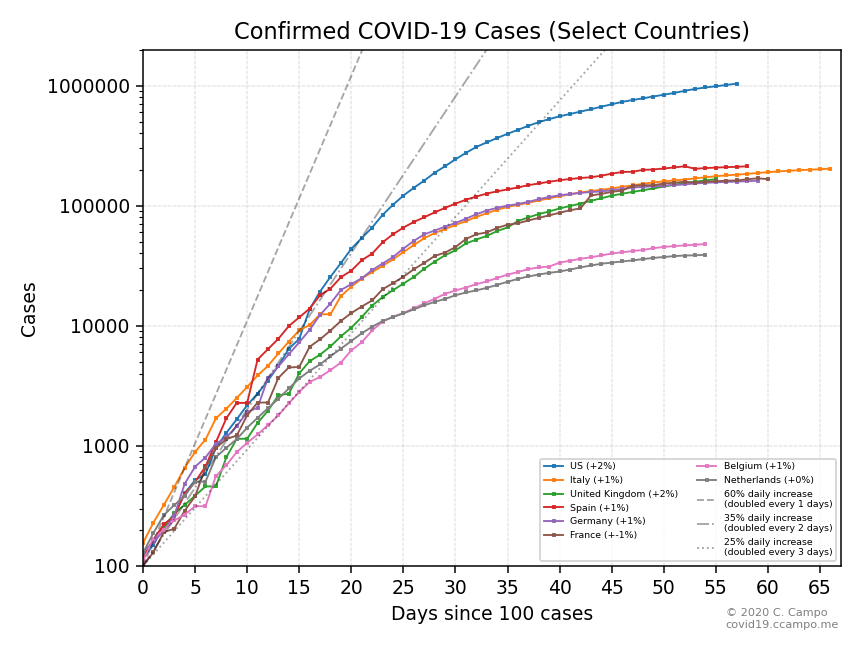 Confirmed COVID-19 Cases (Select Countries)
Cases
1000000
100000
10000
1000
100
0 5 10 15 20 25 30 35 40 45 50 55 60 65
Days since 100 cases
US (+2%)
Italy (+1%)
United Kingdom (+2%)
Spain (+1%)
Germany (+1%)
France (+-1%)
Belgium (+1%)
Netherlands (+0%)
60% daily increase
(doubled every 1 days)
35% daily increase
(doubled every 2 days)
25% daily increase
(doubled every 3 days)
© 2020 C. Campo
covid19.ccampo.me